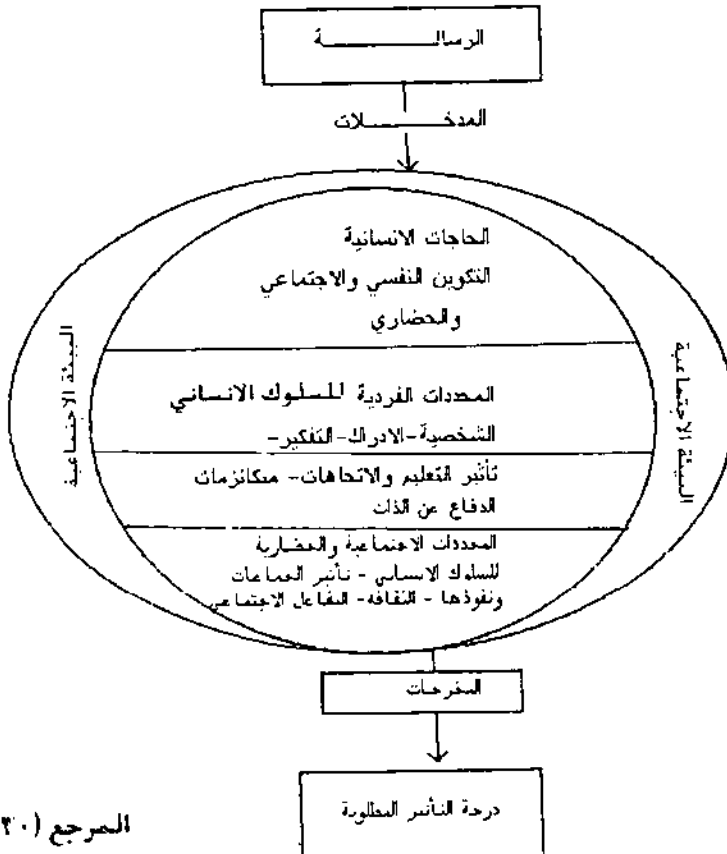 الرسالة
المدخلات
الحاجات الانسانية
التكوين النفسي والاجتماعي
والحضاري
البيئة الاجتماعية
البيئة الاجتماعية
المحددات الفردية للسلوك الانساني
الشخصية-الادراك-التفكير-
تأثير التعليم والاتجاهات- ميكانزمات
الدفاع عن الذات
المحددات الاجتماعية والحضارية
للسلوك الانساني - تأثير الجماعات
ونفوذها - الثقافة- التفاعل الاجتماعي
المخرجات
درجة التأثير المطلوبة
المرجع (٣٠